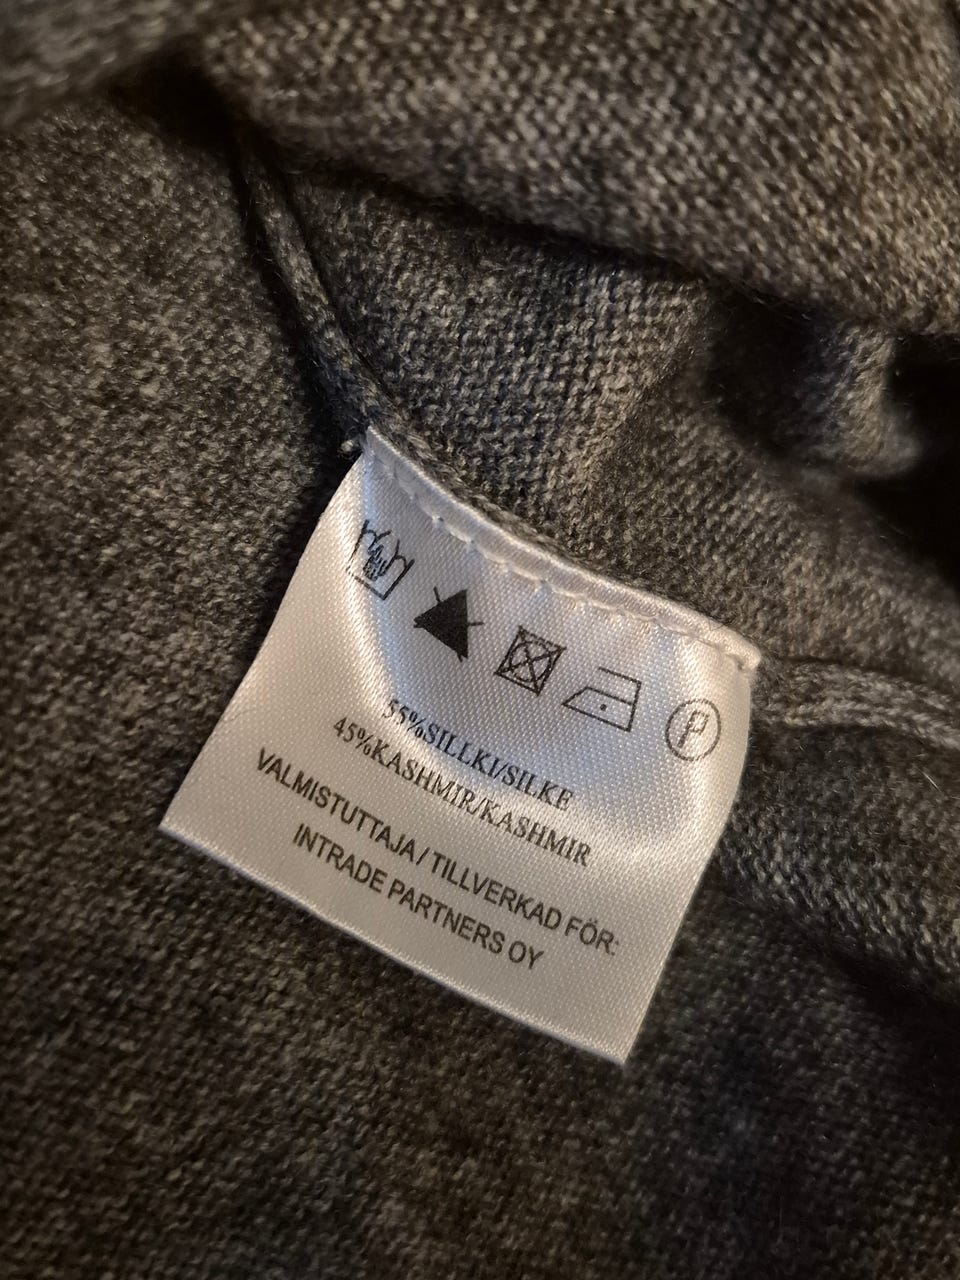 P
55%SILLKI/SILKE
45%KASHMIR/KASHMIR
VALMISTUTTAJA / TILLVERKAD FÖR:
INTRADE PARTNERS OY